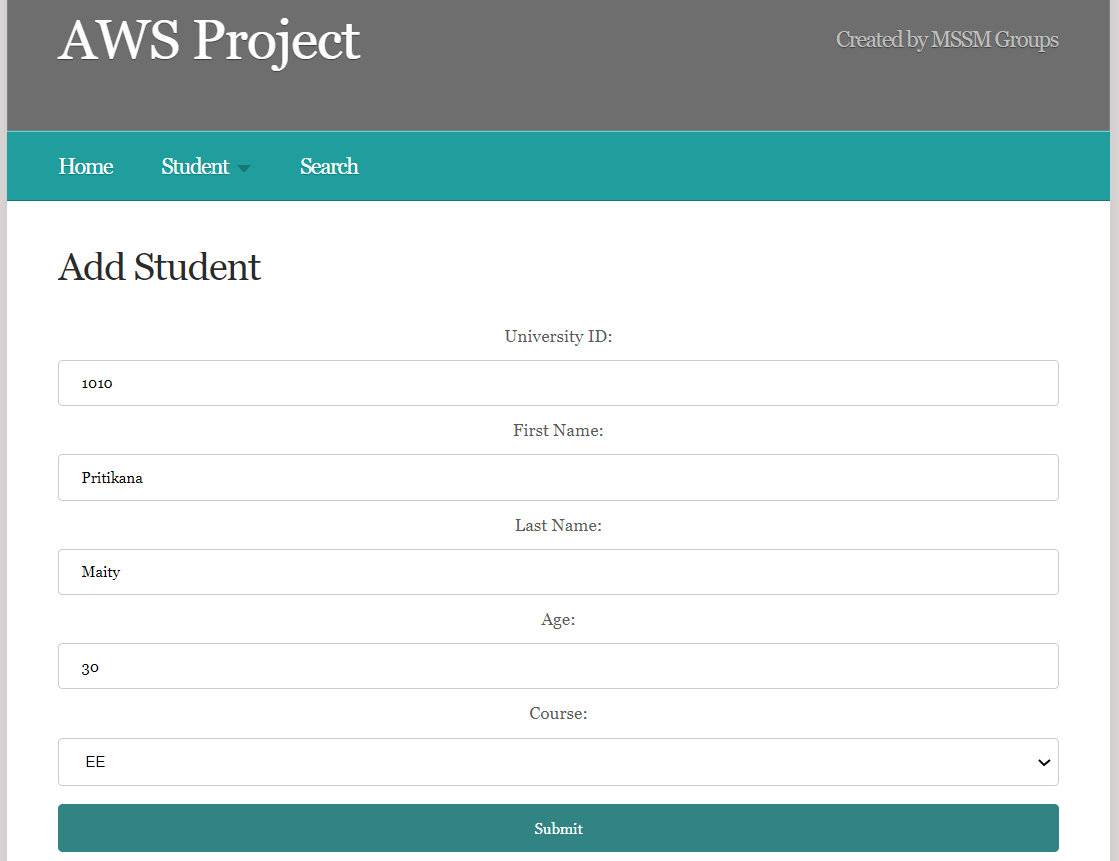 AWS Project
Created by MSSM Groups
Home Student Search
Add Student
University ID:
1010
First Name:
Pritikana
Last Name:
Maity
Age:
30
Course:
EE
Submit